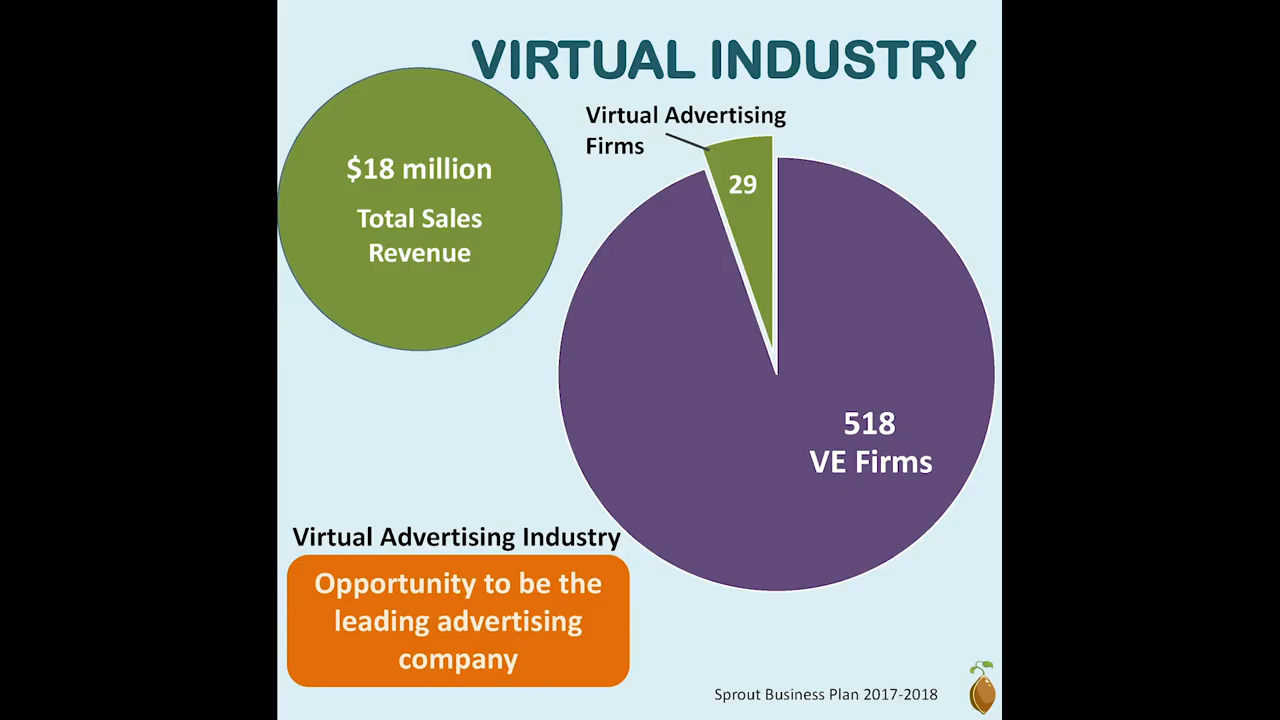 VIRTUAL INDUSTRY
$18 million
Total Sales
Revenue
Virtual Advertising
Firms
29
518
VE Firms
Virtual Advertising Industry
Opportunity to be the
leading advertising
company
Sprout Business Plan 2017-2018